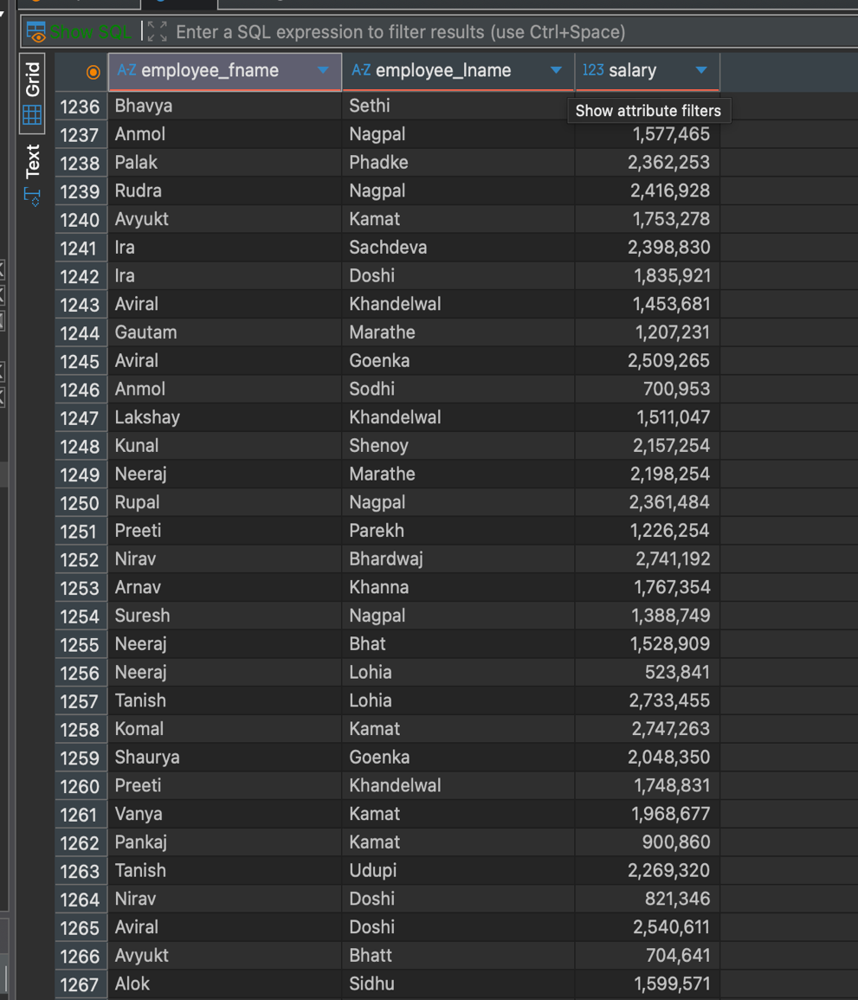 Show SQL Enter a SQL expression to filter results (use Ctrl+Space)
Grid
Text
A-Z employee_fname A-Z employee_lname 123 salary
Show attribute filters
1236 Bhavya Sethi
1237 Anmol Nagpal 1,577,465
1238 Palak Phadke 2,362,253
1239 Rudra Nagpal 2,416,928
1240 Avyukt Kamat 1,753,278
1241 Ira Sachdeva 2,398,830
1242 Ira Doshi 1,835,921
1243 Aviral Khandelwal 1,453,681
1244 Gautam Marathe 1,207,231
1245 Aviral Goenka 2,509,265
1246 Anmol Sodhi 700,953
1247 Lakshay Khandelwal 1,511,047
1248 Kunal Shenoy 2,157,254
1249 Neeraj Marathe 2,198,254
1250 Rupal Nagpal 2,361,484
1251 Preeti Parekh 1,226,254
1252 Nirav Bhardwaj 2,741,192
1253 Arnav Khanna 1,767,354
1254 Suresh Nagpal 1,388,749
1255 Neeraj Bhat 1,528,909
1256 Neeraj Lohia 523,841
1257 Tanish Lohia 2,733,455
1258 Komal Kamat 2,747,263
1259 Shaurya Goenka 2,048,350
1260 Preeti Khandelwal 1,748,831
1261 Vanya Kamat 1,968,677
1262 Pankaj Kamat 900,860
1263 Tanish Udupi 2,269,320
1264 Nirav Doshi 821,346
1265 Aviral Doshi 2,540,611
1266 Avyukt Bhatt 704,641
1267 Alok Sidhu 1,599,571